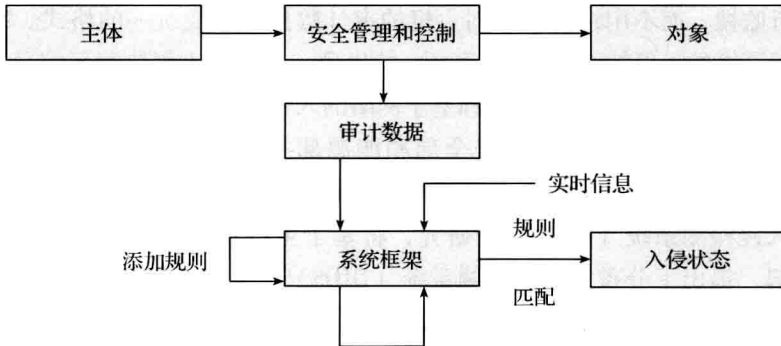 主体
安全管理和控制
对象
审计数据
实时信息
添加规则
系统框架
规则
匹配
入侵状态